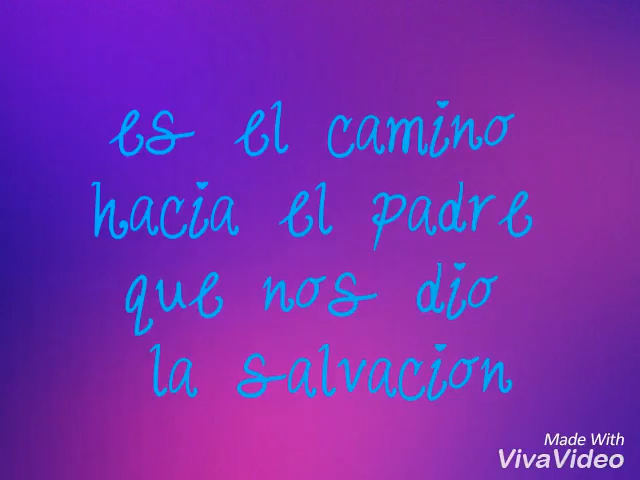 es el camino
hacia el padre
que nos dio
la salvacion
Made With
VivaVideo